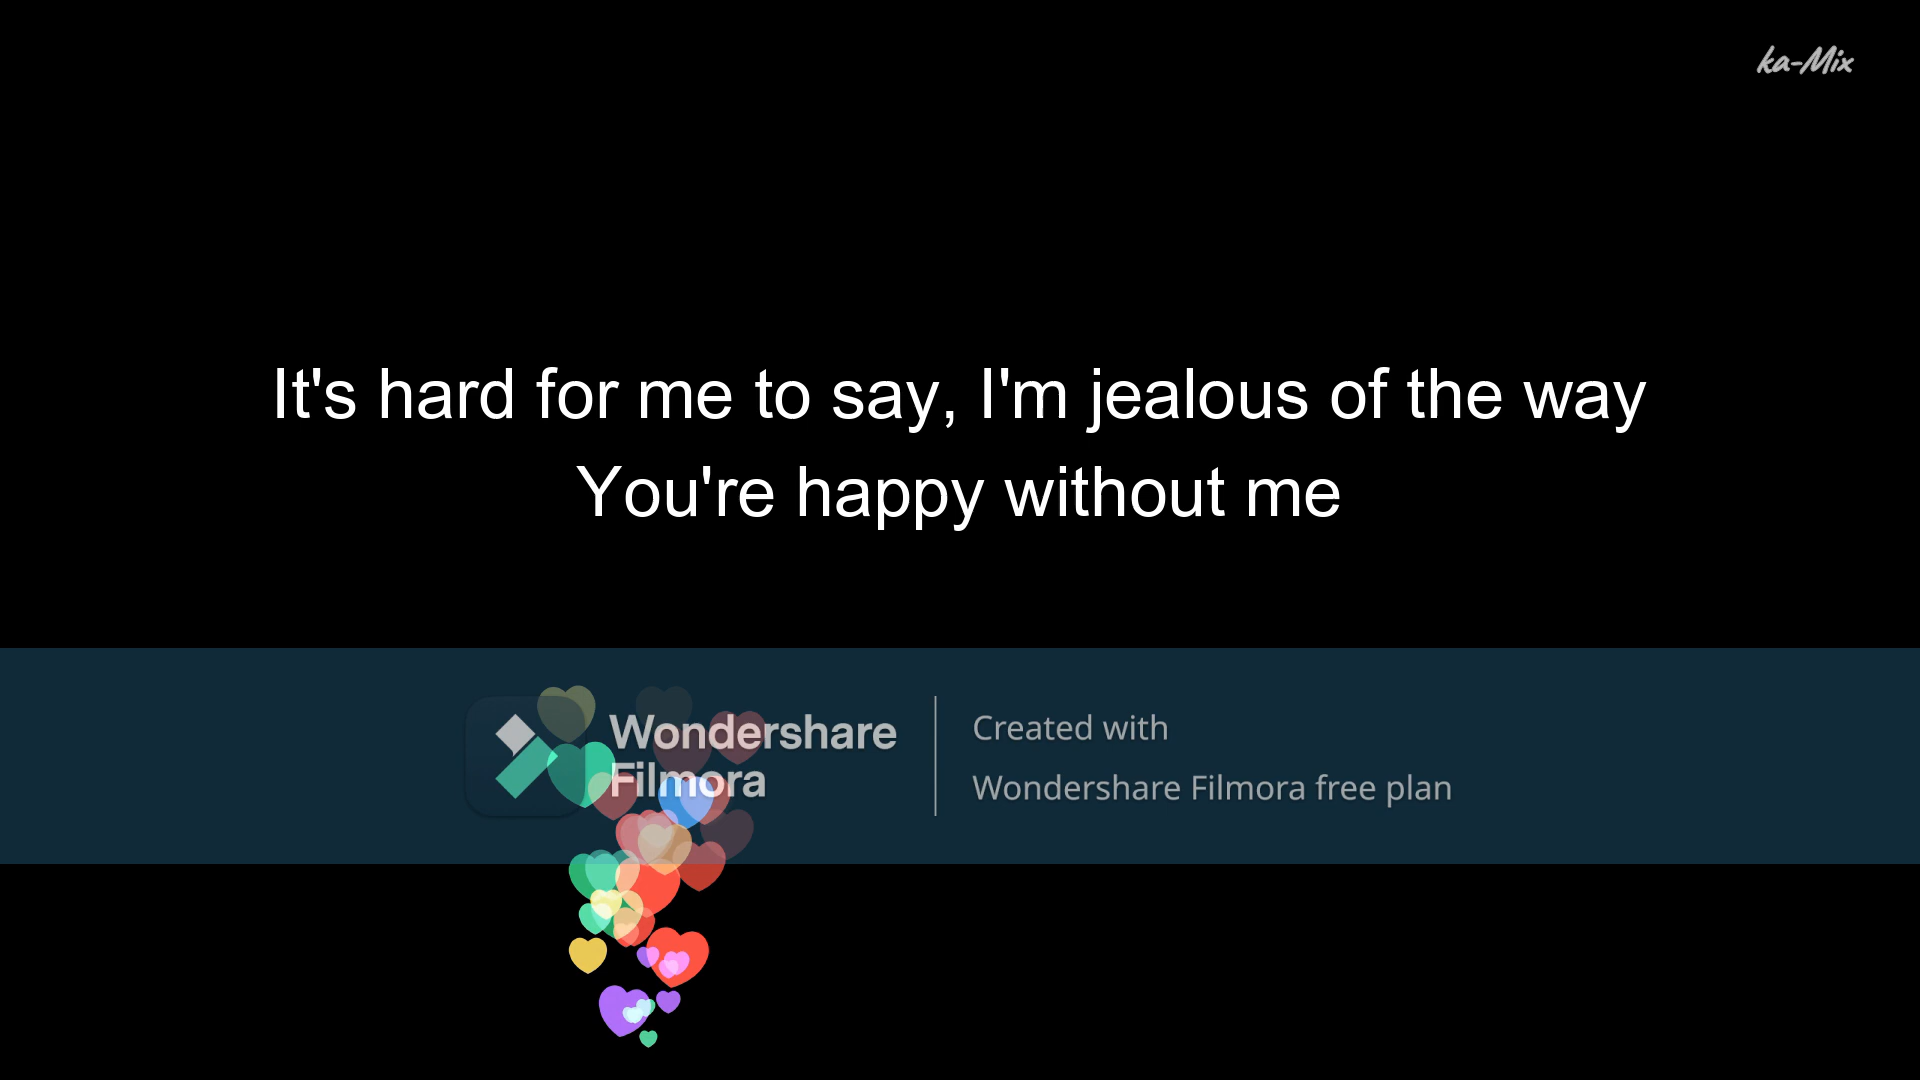 ka-Mix
It's hard for me to say, I'm jealous of the way
You're happy without me
Wondershare
Filmora
Created with
Wondershare Filmora free plan